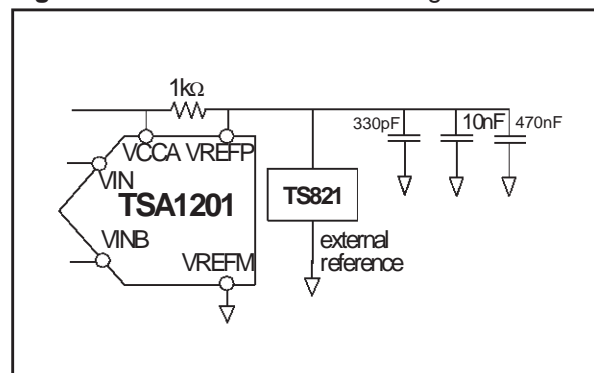 1kΩ
330pF
10nF
470nF
VCCA VREFP
VIN
TSA1201
TS821
VINB
external
reference
VREFM